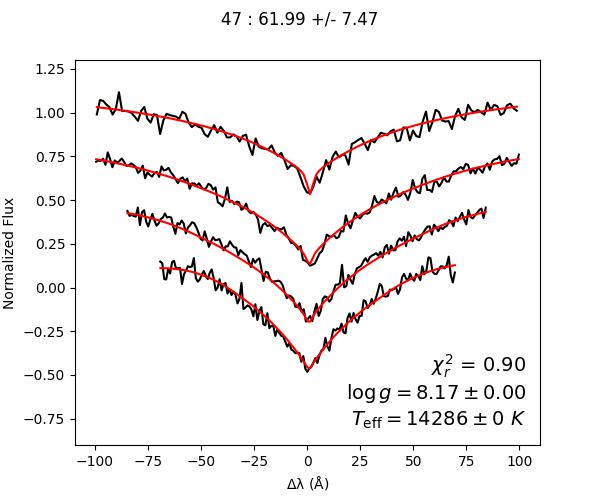 47 : 61.99 +/- 7.47
1.25
1.00
0.75
0.50
0.25
0.00
−0.25
−0.50
−0.75
Normalized Flux
χ²ᵣ = 0.90
log g = 8.17 ± 0.00
T_eff = 14286 ± 0 K
−100 −75 −50 −25 0 25 50 75 100
Δλ (Å)